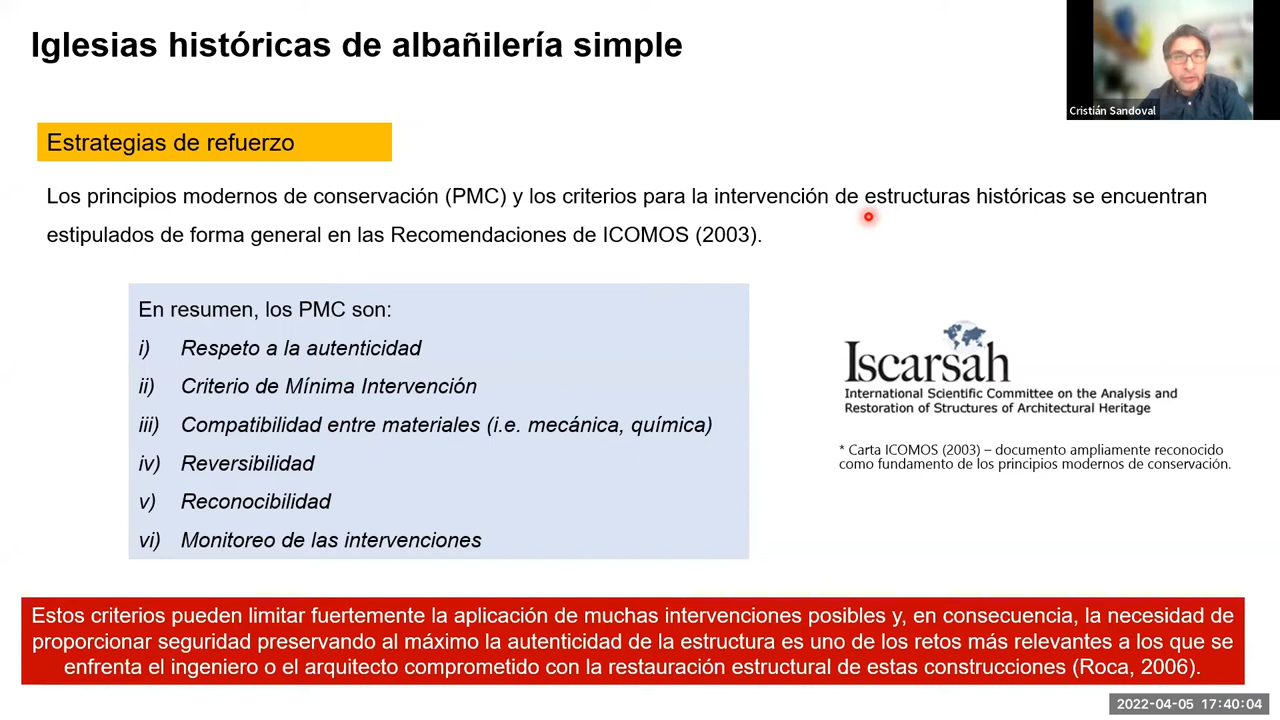 Iglesias históricas de albañilería simple
Cristián Sandoval
Estrategias de refuerzo
Los principios modernos de conservación (PMC) y los criterios para la intervención de estructuras históricas se encuentran
estipulados de forma general en las Recomendaciones de ICOMOS (2003).
En resumen, los PMC son:
i) Respeto a la autenticidad
ii) Criterio de Mínima Intervención
iii) Compatibilidad entre materiales (i.e. mecánica, química)
iv) Reversibilidad
v) Reconocibilidad
vi) Monitoreo de las intervenciones
Iscarsah
International Scientific Committee on the Analysis and
Restoration of Structures of Architectural Heritage
* Carta ICOMOS (2003) – documento ampliamente reconocido
como fundamento de los principios modernos de conservación.
Estos criterios pueden limitar fuertemente la aplicación de muchas intervenciones posibles y, en consecuencia, la necesidad de
proporcionar seguridad preservando al máximo la autenticidad de la estructura es uno de los retos más relevantes a los que se
enfrenta el ingeniero o el arquitecto comprometido con la restauración estructural de estas construcciones (Roca, 2006).
2022-04-05 17:40:04